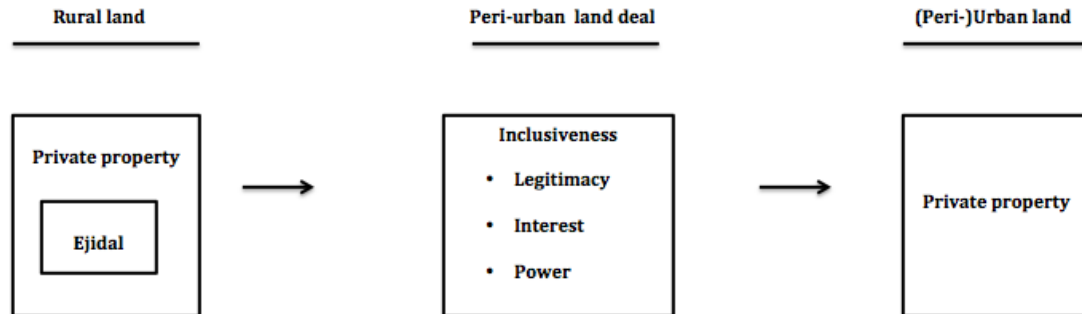 Rural land
Peri-urban land deal
(Peri-)Urban land
Private property
Ejidal
Inclusiveness
• Legitimacy
• Interest
• Power
Private property